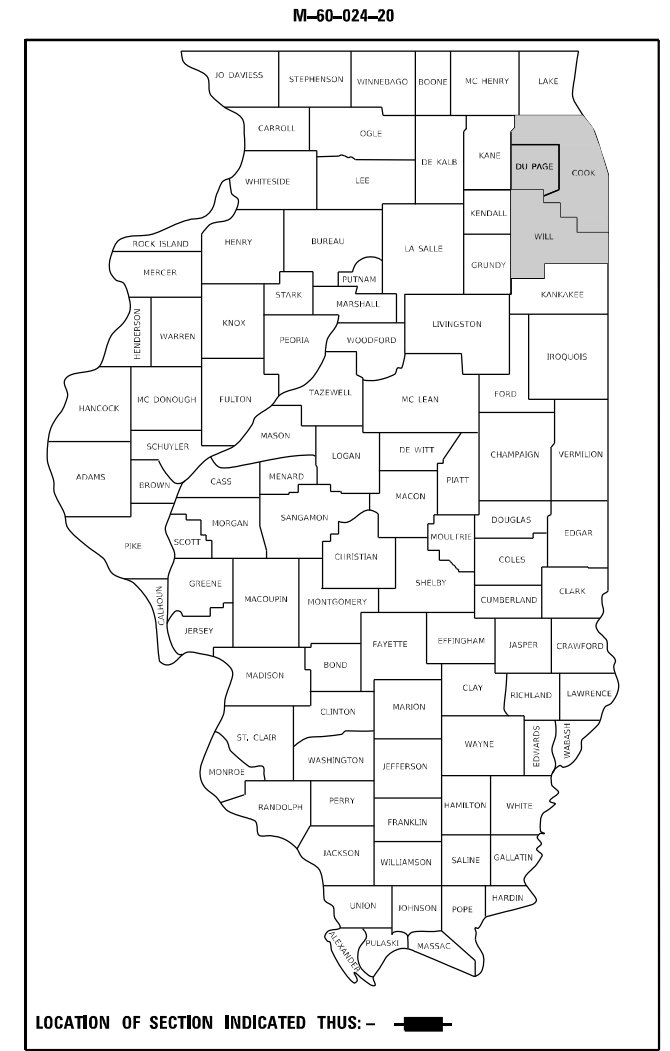 M-60-024-20
JO DAVIESS STEPHENSON WINNEBAGO BOONE MC HENRY LAKE
CARROLL OGLE DE KALB KANE DU PAGE COOK
WHITESIDE LEE
KENDALL
ROCK ISLAND HENRY BUREAU LA SALLE WILL
MERCER PUTNAM GRUNDY
STARK MARSHALL KANKAKEE
HENDERSON WARREN KNOX PEORIA WOODFORD LIVINGSTON IROQUOIS
HANCOCK MC DONOUGH FULTON TAZEWELL MC LEAN FORD
SCHUYLER MASON LOGAN DE WITT CHAMPAIGN VERMILION
ADAMS BROWN CASS MENARD PIATT
MACON
PIKE SCOTT MORGAN SANGAMON MOULTRIE DOUGLAS EDGAR
CHRISTIAN COLES
CALHOUN GREENE MACOUPIN MONTGOMERY SHELBY CUMBERLAND CLARK
JERSEY FAYETTE EFFINGHAM JASPER CRAWFORD
MADISON BOND
CLAY RICHLAND LAWRENCE
CLINTON MARION
ST. CLAIR WAYNE EDWARDS WABASH
MONROE WASHINGTON JEFFERSON
RANDOLPH PERRY HAMILTON WHITE
FRANKLIN
JACKSON WILLIAMSON SALINE GALLATIN
UNION JOHNSON POPE HARDIN
ALEXANDER PULASKI MASSAC
LOCATION OF SECTION INDICATED THUS: –